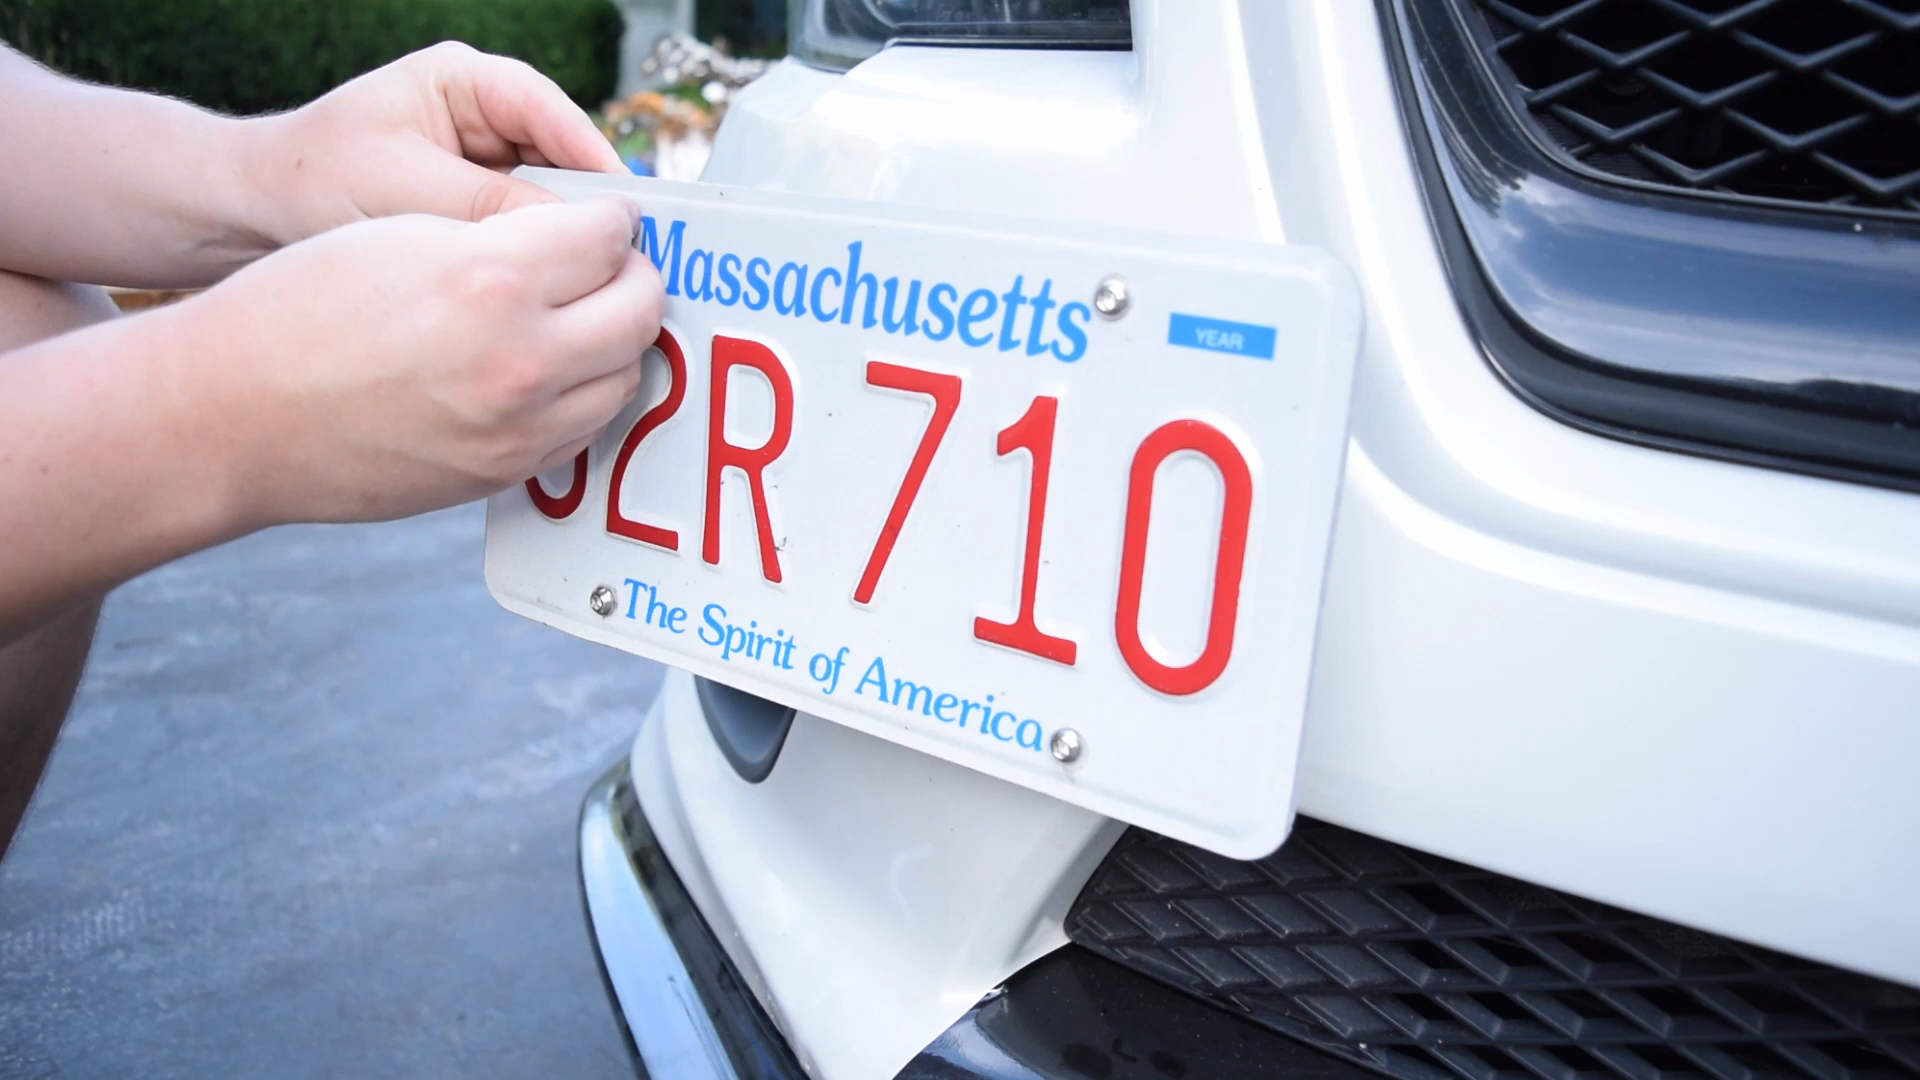 Massachusetts
YEAR
2R 710
The Spirit of America